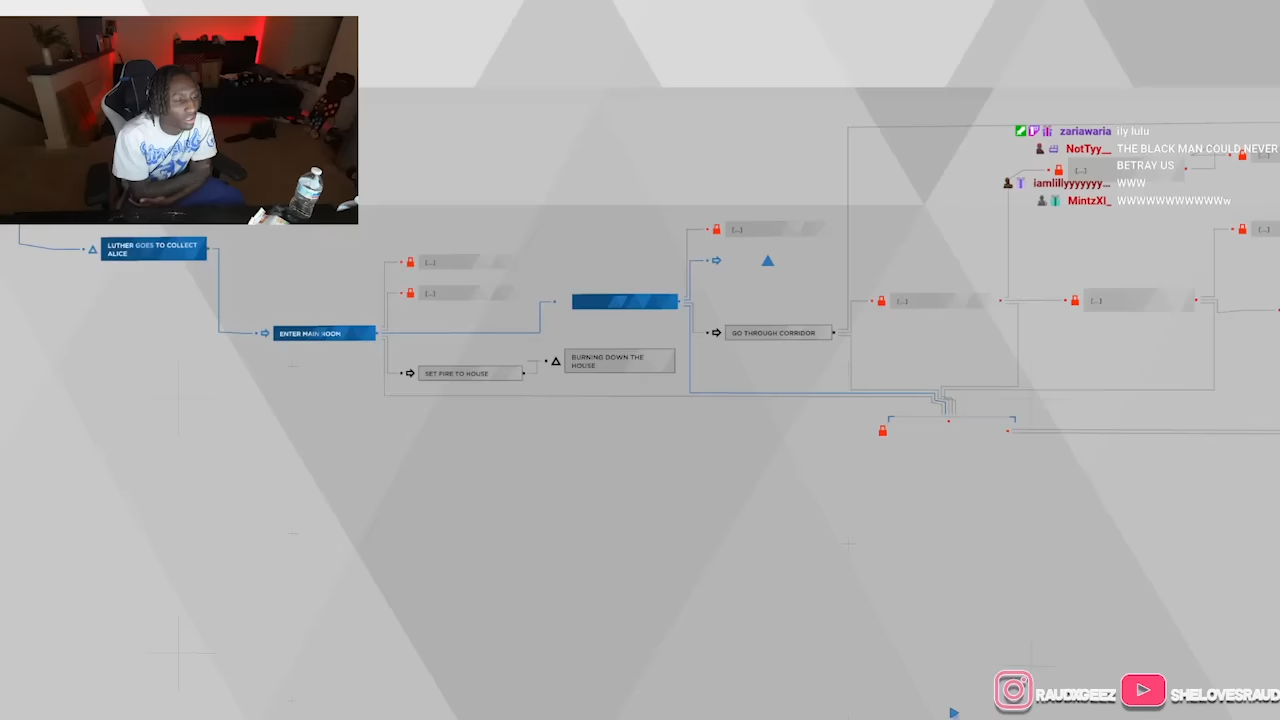 zariawaria ily lulu
NotTyy__ THE BLACK MAN COULD NEVER
BETRAY US
iamlillyyyyyyy... WWW
MintzXI_ WWWWWWWWWWWWw
[...]
[...]
[...]
[...]
LUTHER GOES TO COLLECT
ALICE
[...]
[...]
[...]
[...]
ENTER MAIN ROOM
GO THROUGH CORRIDOR
BURNING DOWN THE
HOUSE
SET FIRE TO HOUSE
RAUDXGEEZ
SHELOVESRAUD